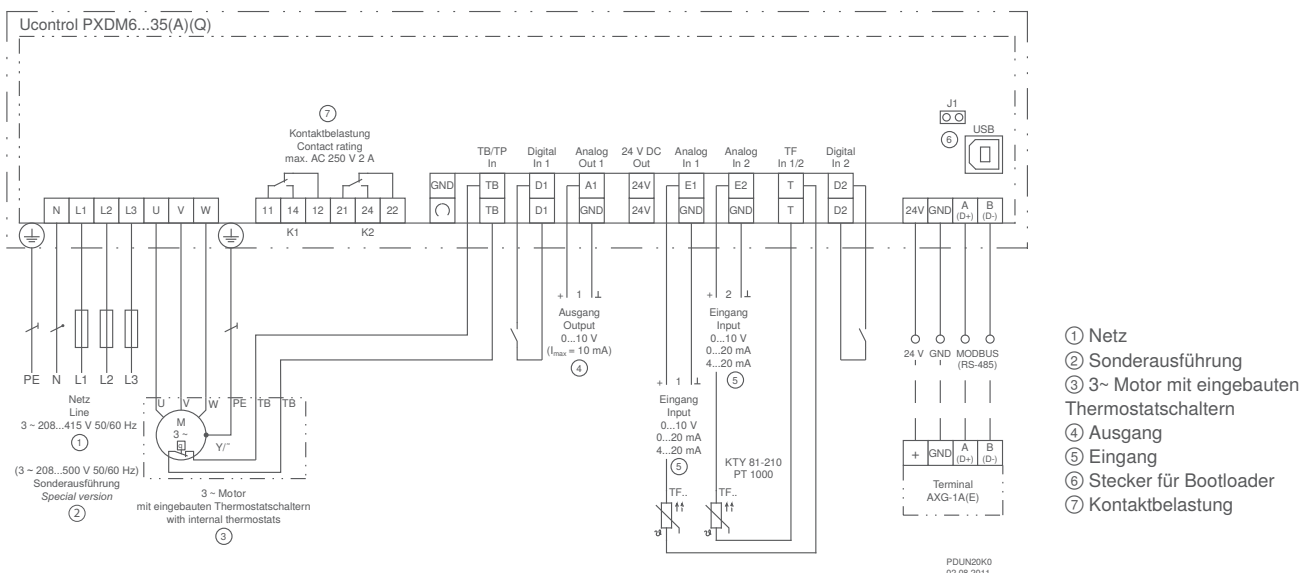 Ucontrol PXDM6...35(A)(Q)
7
Kontaktbelastung
Contact rating
max. AC 250 V 2 A
J1
6
USB
TB/TP In
Digital In 1
Analog Out 1
24 V DC Out
Analog In 1
Analog In 2
TF In 1/2
Digital In 2
GND TB D1 A1 24V E1 E2 T D2
N L1 L2 L3 U V W
11 14 12 21 24 22
TB D1 GND 24V GND GND T D2
24V GND A (D+) B (D-)
K1 K2
+ 1 ⊥
Ausgang
Output
0...10 V
(Imax = 10 mA)
4
+ 2 ⊥
Eingang
Input
0...10 V
0...20 mA
4...20 mA
5
24 V GND MODBUS
(RS-485)
PE N L1 L2 L3
Netz
Line
3 ~ 208...415 V 50/60 Hz
1
(3 ~ 208...500 V 50/60 Hz)
Sonderausführung
Special version
2
U V W PE TB TB
M
3 ~
Y/˜
3 ~ Motor
mit eingebauten Thermostatschaltern
with internal thermostats
3
+ 1 ⊥
Eingang
Input
0...10 V
0...20 mA
4...20 mA
5
KTY 81-210
PT 1000
TF.. TF..
+ GND A (D+) B (D-)
Terminal
AXG-1A(E)
PDUN20K0
02.08.2011
① Netz
② Sonderausführung
③ 3~ Motor mit eingebauten
Thermostatschaltern
④ Ausgang
⑤ Eingang
⑥ Stecker für Bootloader
⑦ Kontaktbelastung